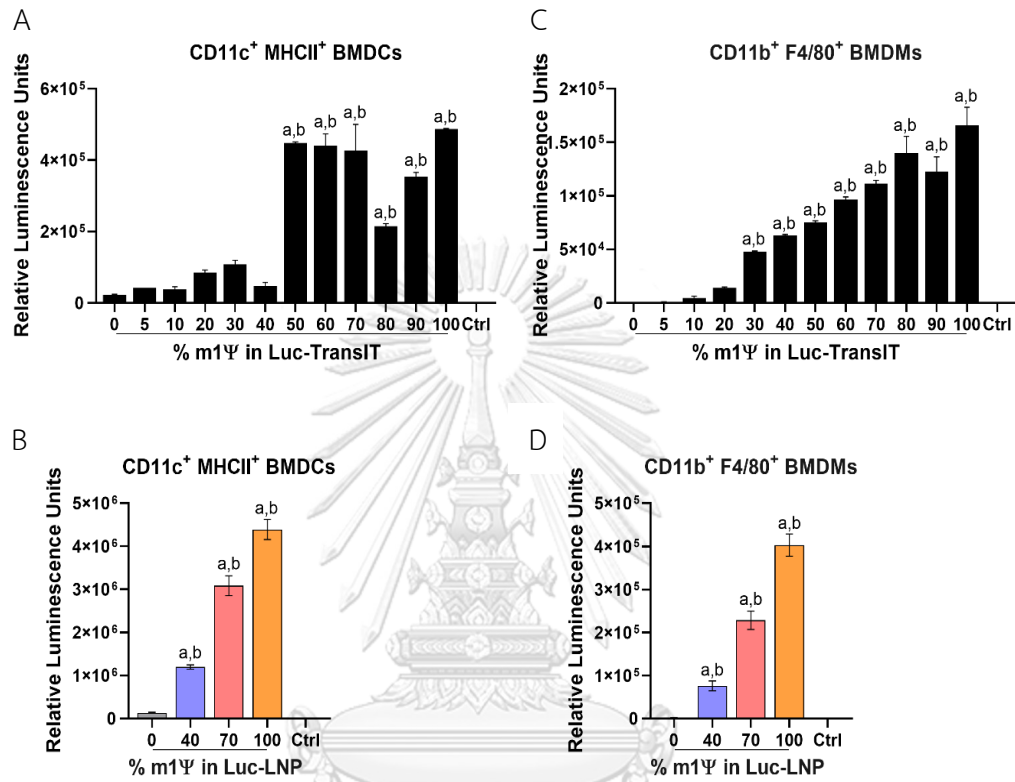 A
CD11c⁺ MHCII⁺ BMDCs
Relative Luminescence Units
6×10⁵
4×10⁵
2×10⁵
0
a,b a,b a,b a,b a,b a,b
0 5 10 20 30 40 50 60 70 80 90 100 Ctrl
% m1Ψ in Luc-TransIT
C
CD11b⁺ F4/80⁺ BMDMs
Relative Luminescence Units
2×10⁵
1.5×10⁵
1×10⁵
5×10⁴
0
a,b a,b a,b a,b a,b a,b a,b a,b
0 5 10 20 30 40 50 60 70 80 90 100 Ctrl
% m1Ψ in Luc-TransIT
B
CD11c⁺ MHCII⁺ BMDCs
Relative Luminescence Units
5×10⁶
4×10⁶
3×10⁶
2×10⁶
1×10⁶
0
a,b a,b a,b
0 40 70 100 Ctrl
% m1Ψ in Luc-LNP
D
CD11b⁺ F4/80⁺ BMDMs
Relative Luminescence Units
5×10⁵
4×10⁵
3×10⁵
2×10⁵
1×10⁵
0
a,b a,b a,b
0 40 70 100 Ctrl
% m1Ψ in Luc-LNP